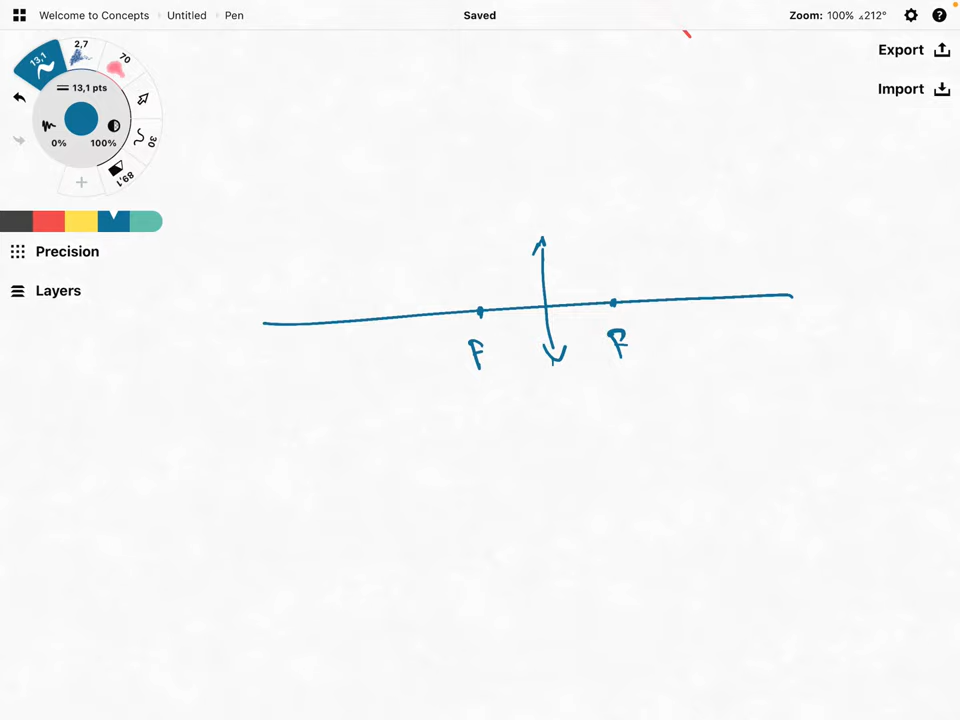 Welcome to Concepts Untitled Pen
Saved
Zoom: 100% ∠212°
Export
Import
13,1
2,7
70
13,1 pts
0%
100%
30
89,1
Precision
Layers
F
F